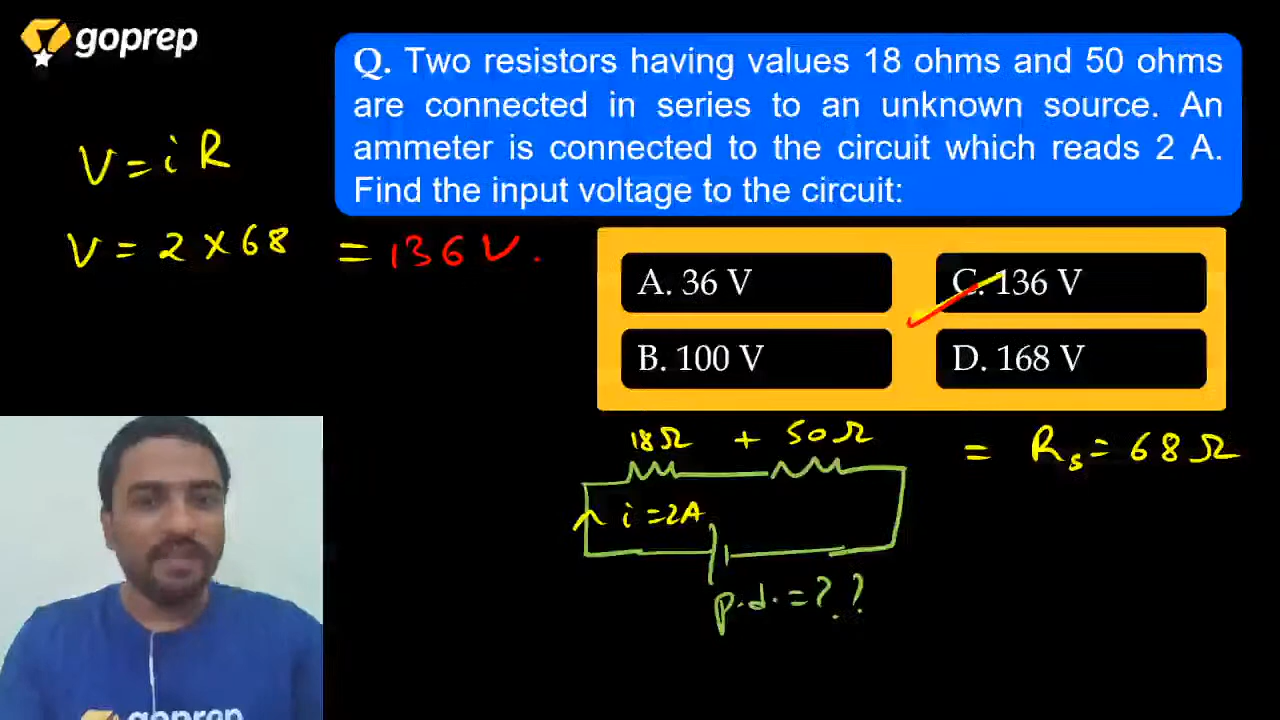 goprep
Q. Two resistors having values 18 ohms and 50 ohms
are connected in series to an unknown source. An
ammeter is connected to the circuit which reads 2 A.
Find the input voltage to the circuit:
V = i R
V = 2 × 68 = 136 V.
A. 36 V
C. 136 V
B. 100 V
D. 168 V
18Ω + 50Ω = Rs = 68Ω
i = 2A
p.d. = ??
goprep